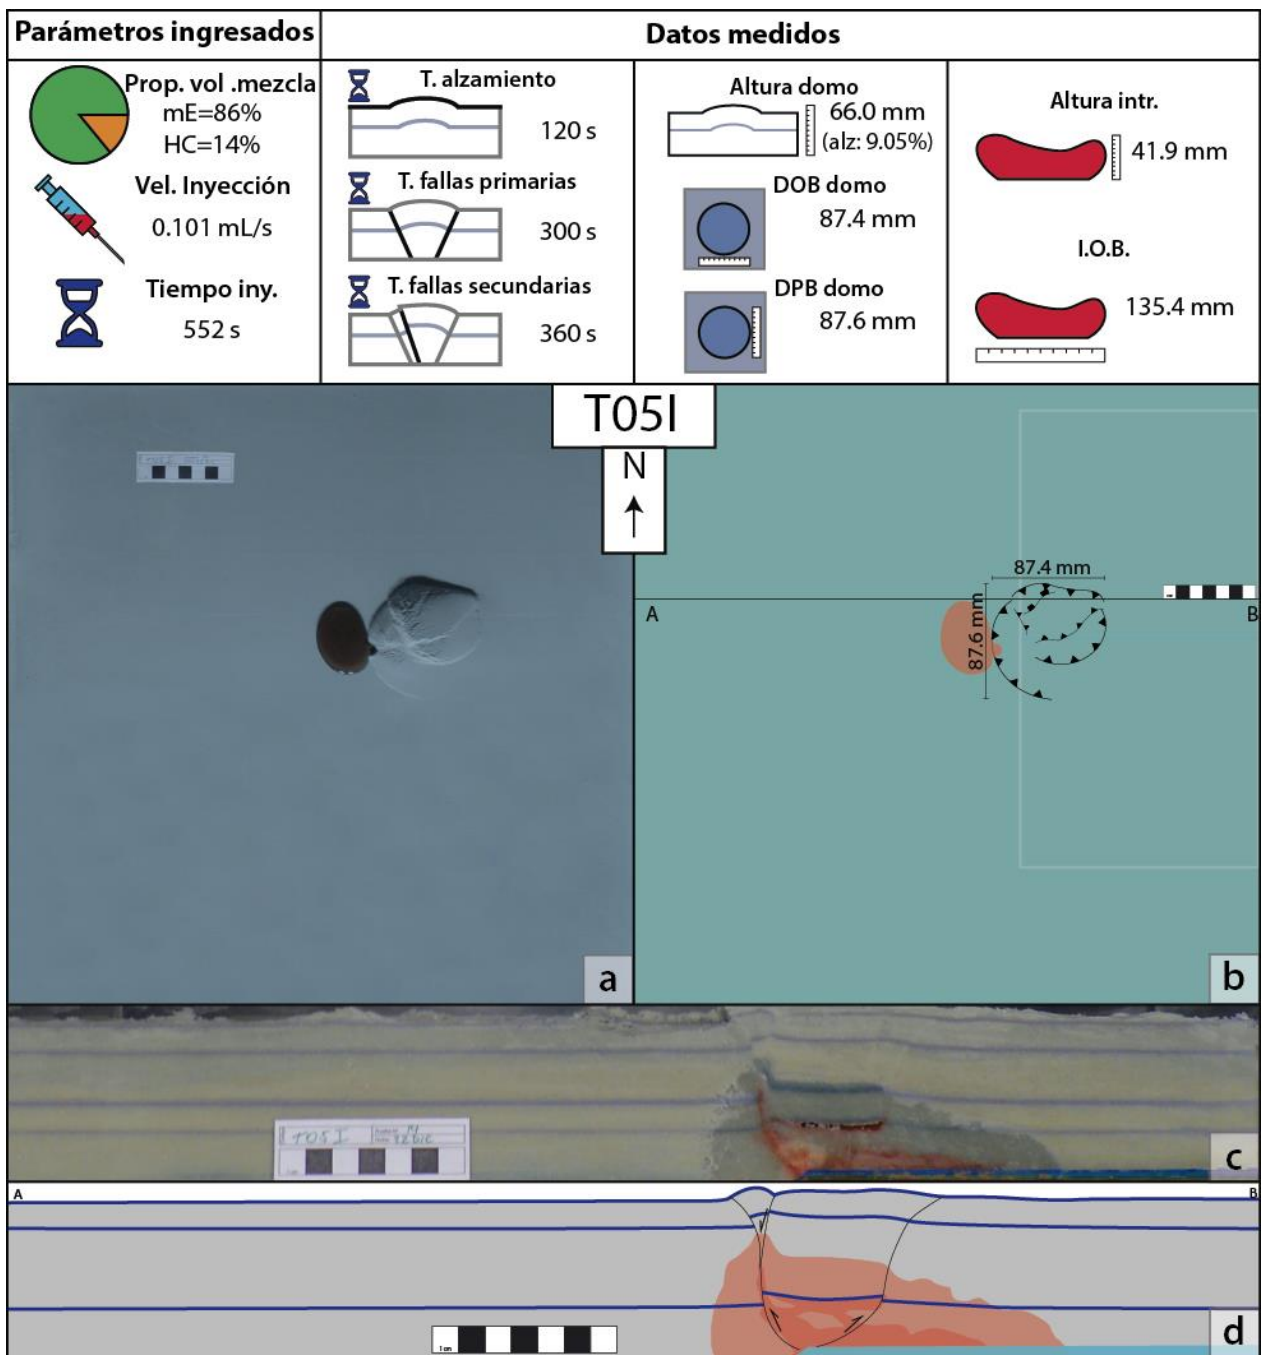 Parámetros ingresados
Datos medidos
Prop. vol .mezcla
mE=86%
HC=14%
Vel. Inyección
0.101 mL/s
Tiempo iny.
552 s
T. alzamiento
120 s
T. fallas primarias
300 s
T. fallas secundarias
360 s
Altura domo
66.0 mm
(alz: 9.05%)
DOB domo
87.4 mm
DPB domo
87.6 mm
Altura intr.
41.9 mm
I.O.B.
135.4 mm
T05I
N
a
87.4 mm
87.6 mm
A
B
b
T05I
c
A
B
1 cm
d